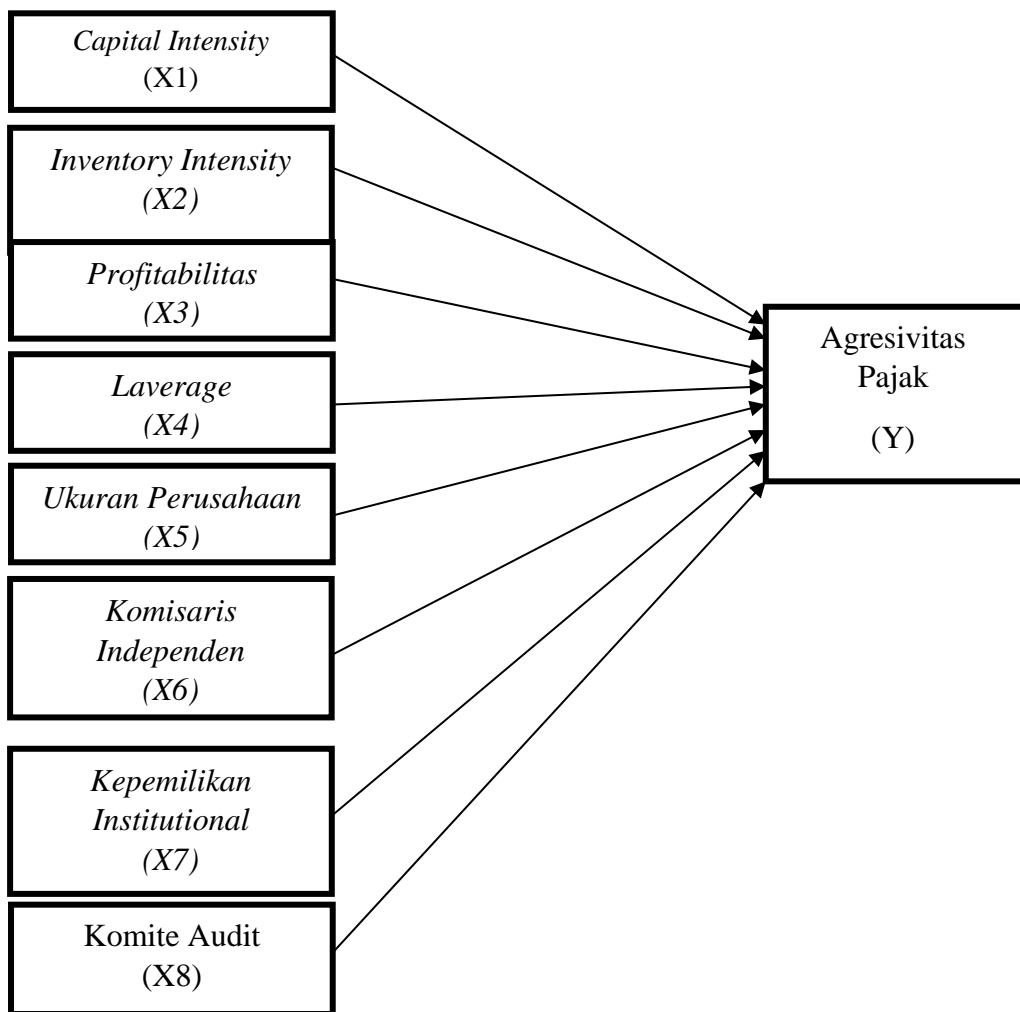 Capital Intensity
(X1)
Inventory Intensity
(X2)
Profitabilitas
(X3)
Laverage
(X4)
Ukuran Perusahaan
(X5)
Komisaris
Independen
(X6)
Kepemilikan
Institutional
(X7)
Komite Audit
(X8)
Agresivitas
Pajak
(Y)